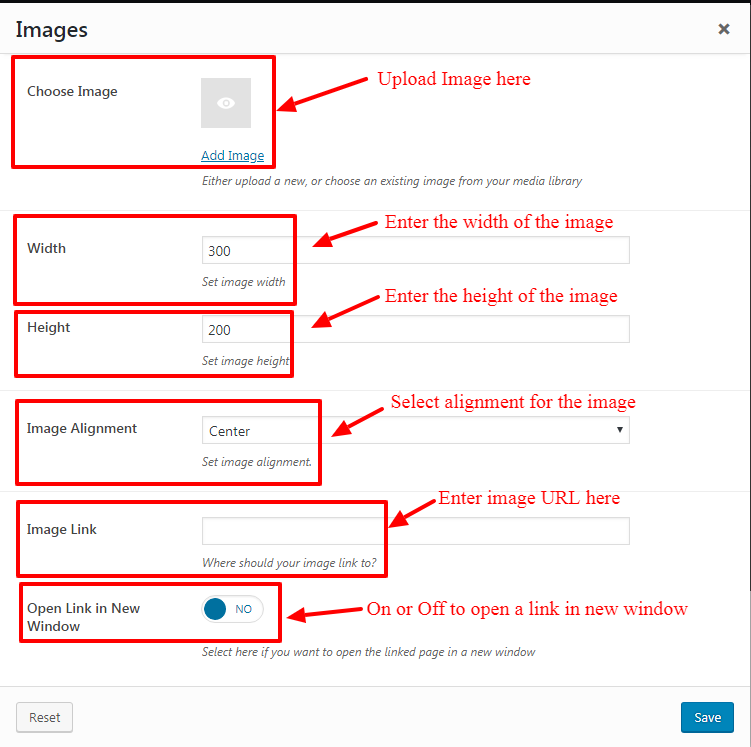 Images
Choose Image
Upload Image here
Add Image
Either upload a new, or choose an existing image from your media library
Enter the width of the image
Width
300
Set image width
Enter the height of the image
Height
200
Set image height
Select alignment for the image
Image Alignment
Center
Set image alignment.
Enter image URL here
Image Link
Where should your image link to?
Open Link in New
Window
NO
On or Off to open a link in new window
Select here if you want to open the linked page in a new window
Reset
Save